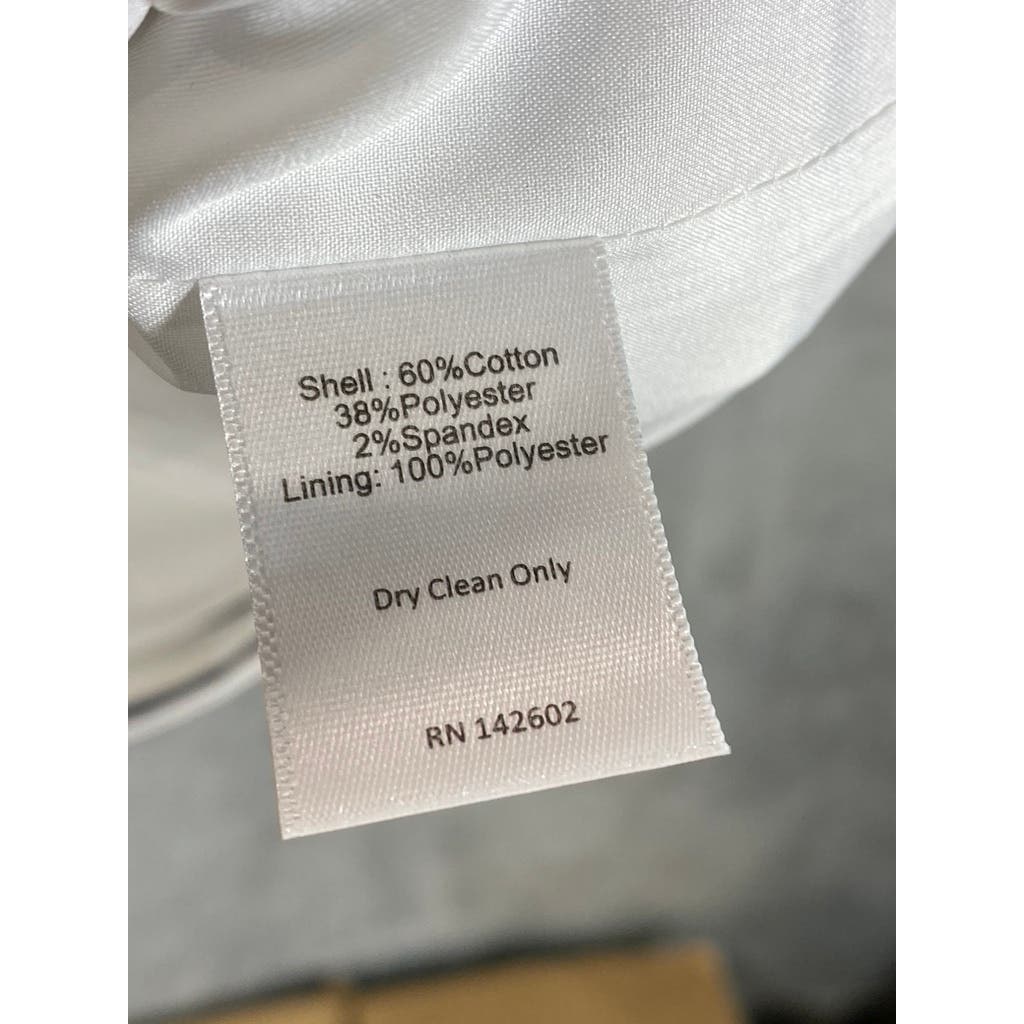 Shell : 60%Cotton
38%Polyester
2%Spandex
Lining: 100%Polyester
Dry Clean Only
RN 142602